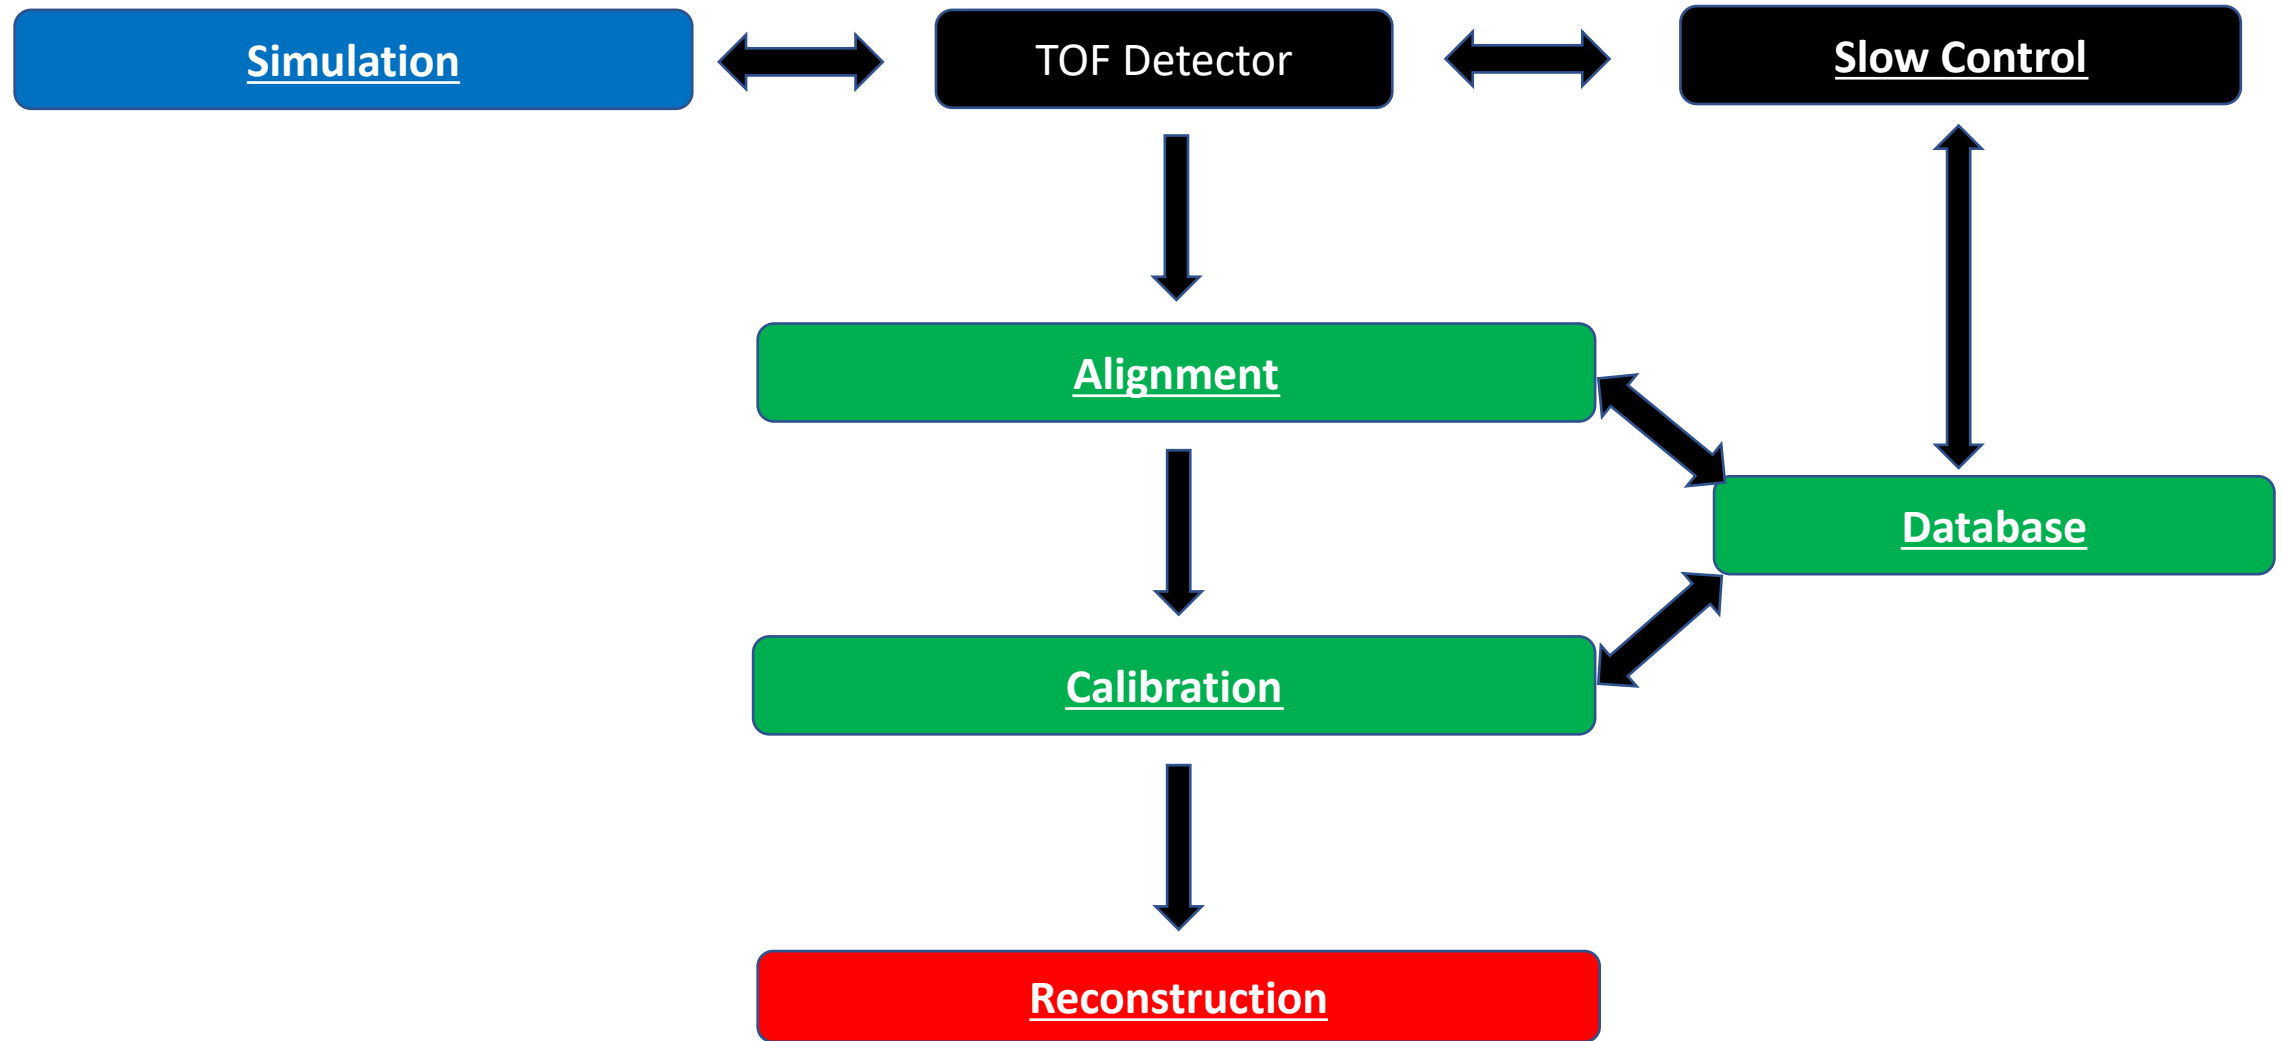 Simulation
TOF Detector
Slow Control
Alignment
Database
Calibration
Reconstruction